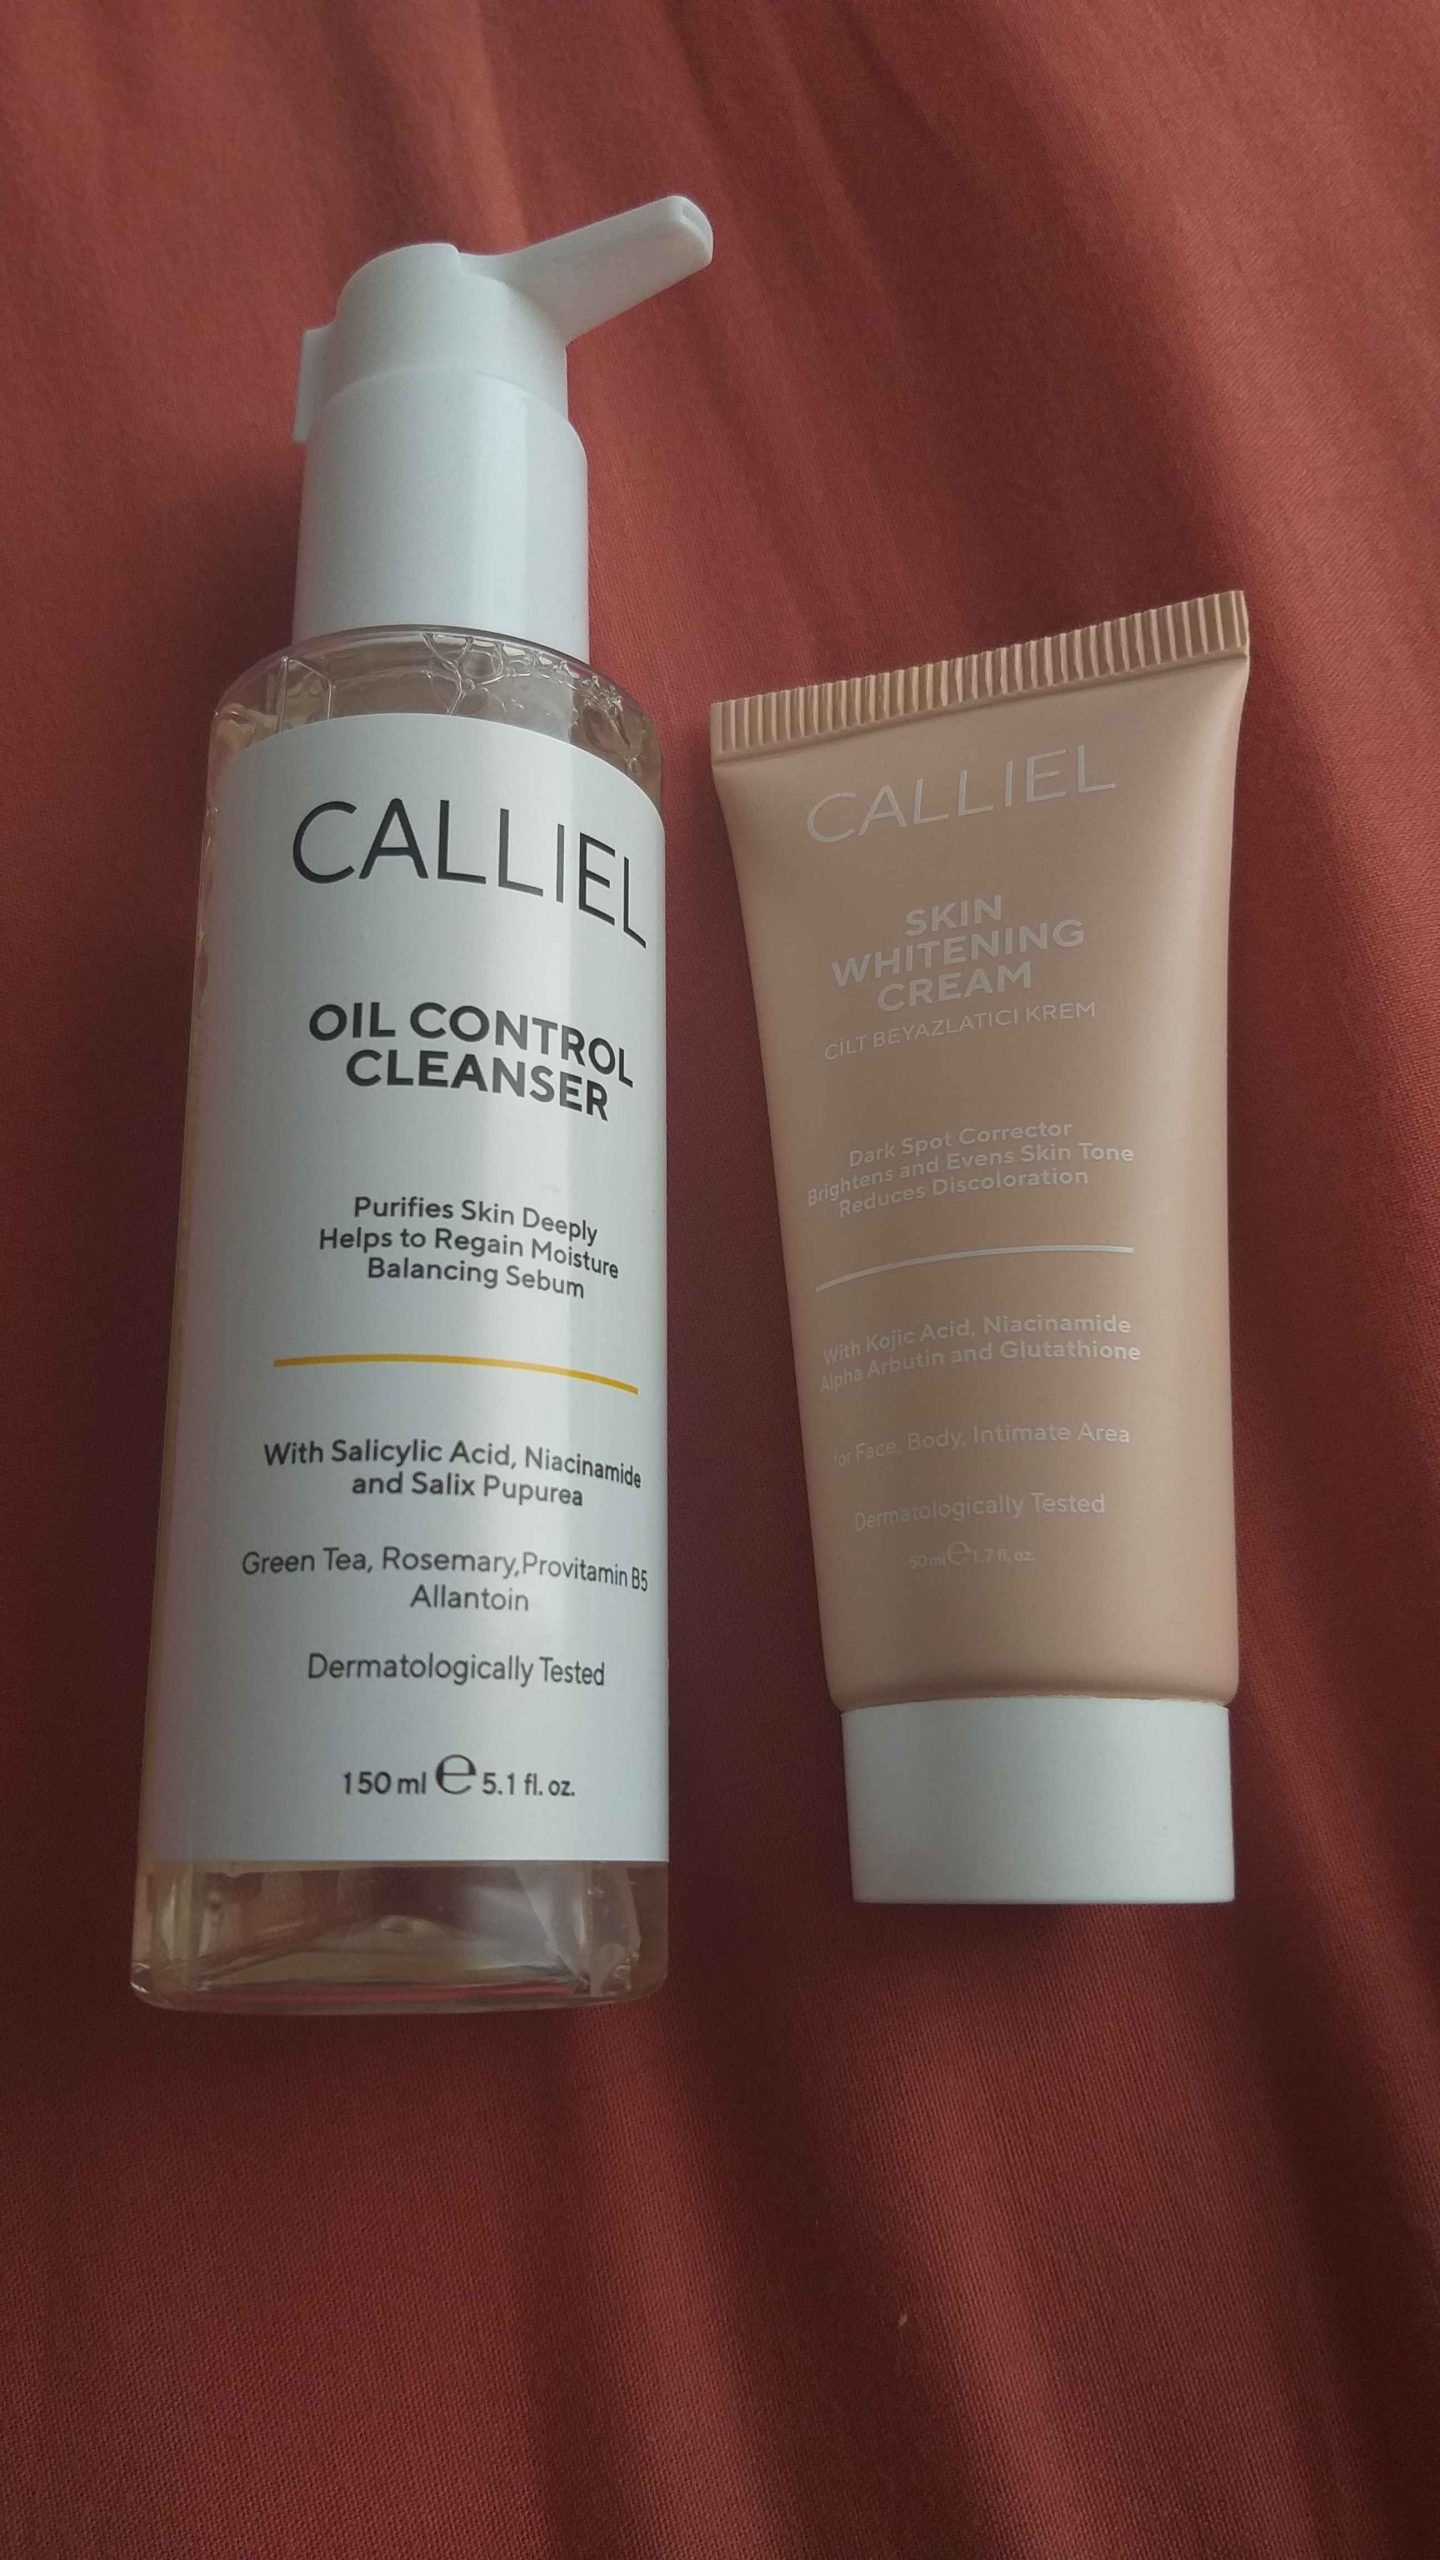 CALLIEL
OIL CONTROL
CLEANSER
Purifies Skin Deeply
Helps to Regain Moisture
Balancing Sebum
With Salicylic Acid, Niacinamide
and Salix Pupurea
Green Tea, Rosemary,Provitamin B5
Allantoin
Dermatologically Tested
150 ml e 5.1 fl. oz.
CALLIEL
SKIN
WHITENING
CREAM
CİLT BEYAZLATICI KREM
Dark Spot Corrector
Brightens and Evens Skin Tone
Reduces Discoloration
With Kojic Acid, Niacinamide
Alpha Arbutin and Glutathione
for Face, Body, Intimate Area
Dermatologically Tested
50 ml e 1.7 fl. oz.